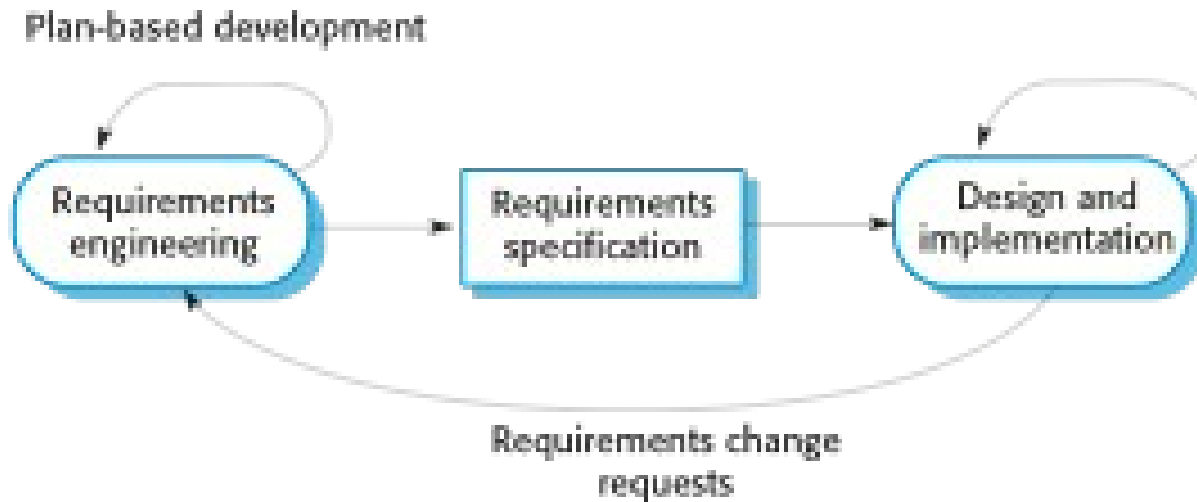 Plan-based development
Requirements
engineering
Requirements
specification
Design and
implementation
Requirements change
requests